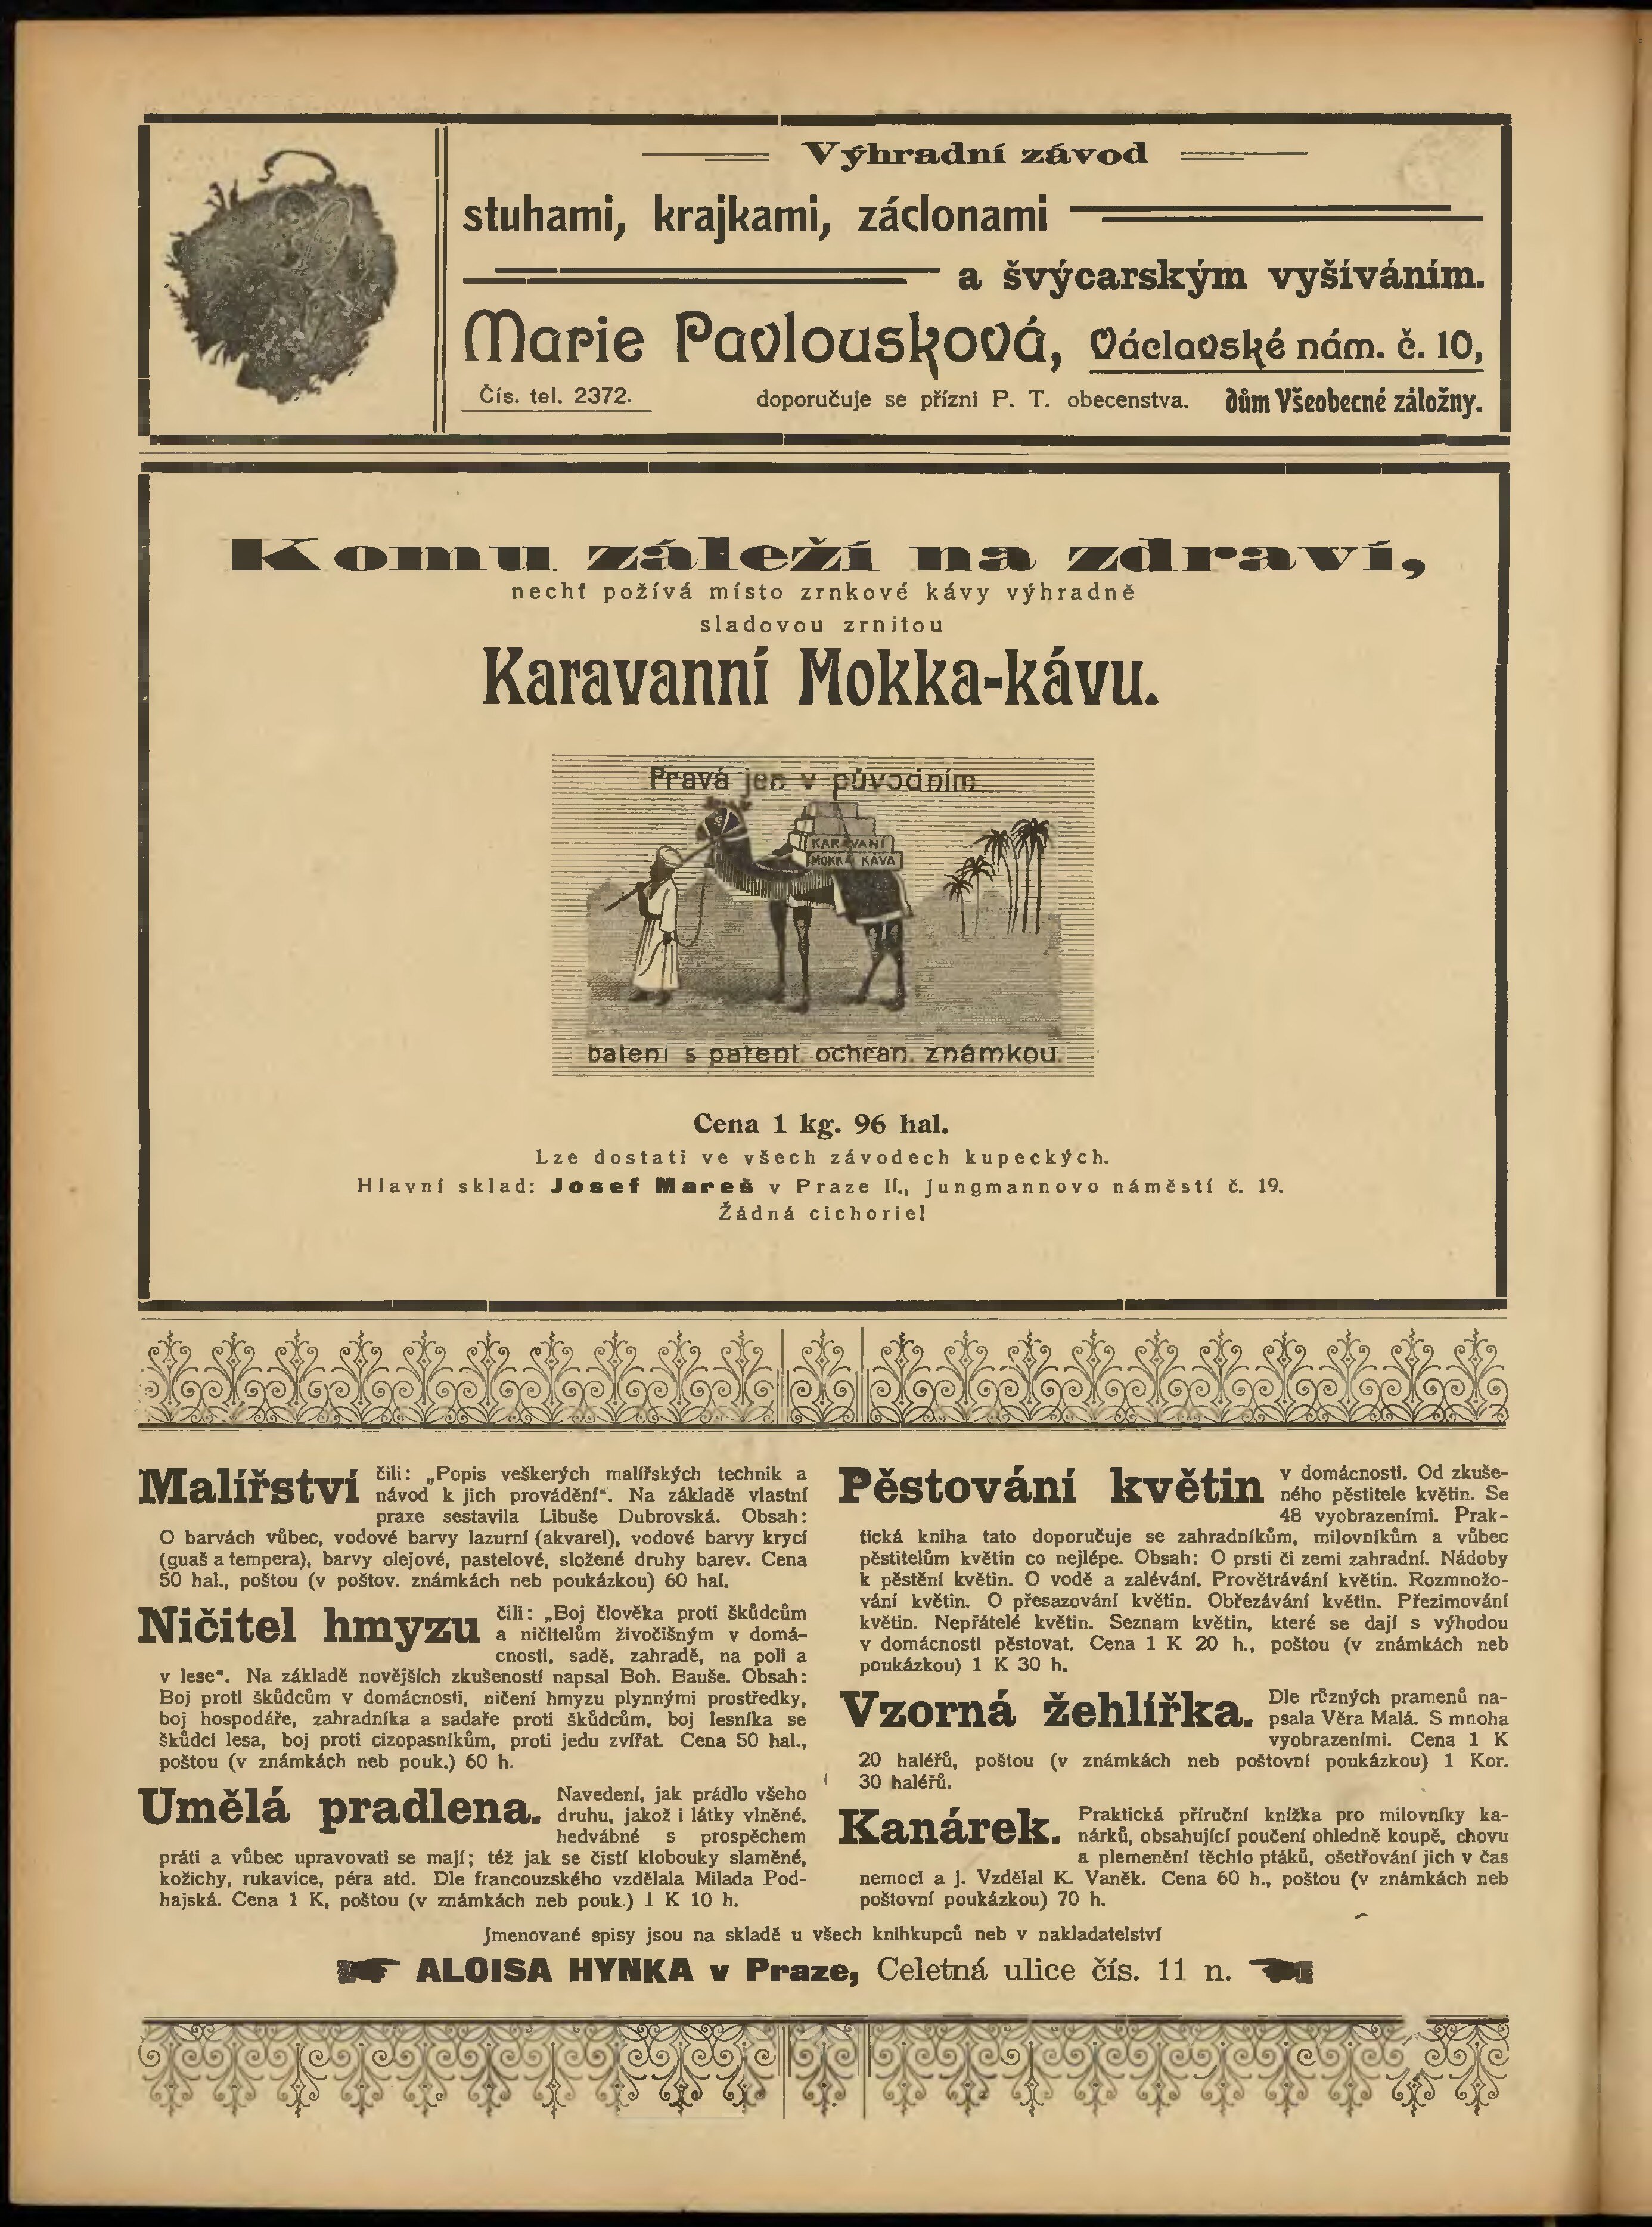 Výhradní závod
stuhami, krajkami, záclonami
a švýcarským vyšíváním.
Marie Pavlousková, Václavské nám. č. 10,
Čís. tel. 2372. doporučuje se přízni P. T. obecenstva. dům Všeobecné záložny.
Komu záleží na zdraví,
nechť požívá místo zrnkové kávy výhradně
sladovou zrnitou
Karavanní Mokka-kávu.
Pravá jen v původním
KARAVANÍ
MOKKA KÁVA
balení s patent. ochran. známkou.
Cena 1 kg. 96 hal.
Lze dostati ve všech závodech kupeckých.
Hlavní sklad: Josef Mareš v Praze II., Jungmannovo náměstí č. 19.
Žádná cichorie!
Malířství čili: „Popis veškerých malířských technik a
návod k jich provádění“. Na základě vlastní
praxe sestavila Libuše Dubrovská. Obsah:
O barvách vůbec, vodové barvy lazurní (akvarel), vodové barvy krycí
(guaš a tempera), barvy olejové, pastelové, složené druhy barev. Cena
50 hal., poštou (v poštov. známkách neb poukázkou) 60 hal.
Ničitel hmyzu čili: „Boj člověka proti škůdcům
a ničitelům živočišným v domá-
cnosti, sadě, zahradě, na poli a
v lese“. Na základě novějších zkušeností napsal Boh. Bauše. Obsah:
Boj proti škůdcům v domácnosti, ničení hmyzu plynnými prostředky,
boj hospodáře, zahradníka a sadaře proti škůdcům, boj lesníka se
škůdci lesa, boj proti cizopasníkům, proti jedu zvířat. Cena 50 hal.,
poštou (v známkách neb pouk.) 60 h.
Umělá pradlena. Navedení, jak prádlo všeho
druhu, jakož i látky vlněné,
hedvábné s prospěchem
práti a vůbec upravovati se mají; též jak se čistí klobouky slaměné,
kožichy, rukavice, péra atd. Dle francouzského vzdělala Milada Pod-
hajská. Cena 1 K, poštou (v známkách neb pouk.) 1 K 10 h.
Pěstování květin v domácnosti. Od zkuše-
ného pěstitele květin. Se
48 vyobrazeními. Prak-
tická kniha tato doporučuje se zahradníkům, milovníkům a vůbec
pěstitelům květin co nejlépe. Obsah: O prsti či zemi zahradní. Nádoby
k pěstění květin. O vodě a zalévání. Provětrávání květin. Rozmnožo-
vání květin. O přesazování květin. Obřezávání květin. Přezimování
květin. Nepřátelé květin. Seznam květin, které se dají s výhodou
v domácnosti pěstovat. Cena 1 K 20 h., poštou (v známkách neb
poukázkou) 1 K 30 h.
Vzorná žehlířka. Dle různých pramenů na-
psala Věra Malá. S mnoha
vyobrazeními. Cena 1 K
20 haléřů, poštou (v známkách neb poštovní poukázkou) 1 Kor.
30 haléřů.
Kanárek. Praktická příruční knížka pro milovníky ka-
nárků, obsahující poučení ohledně koupě, chovu
a plemenění těchto ptáků, ošetřování jich v čas
nemoci a j. Vzdělal K. Vaněk. Cena 60 h., poštou (v známkách neb
poštovní poukázkou) 70 h.
Jmenované spisy jsou na skladě u všech knihkupců neb v nakladatelství
ALOISA HYNKA v Praze, Celetná ulice čís. 11 n.